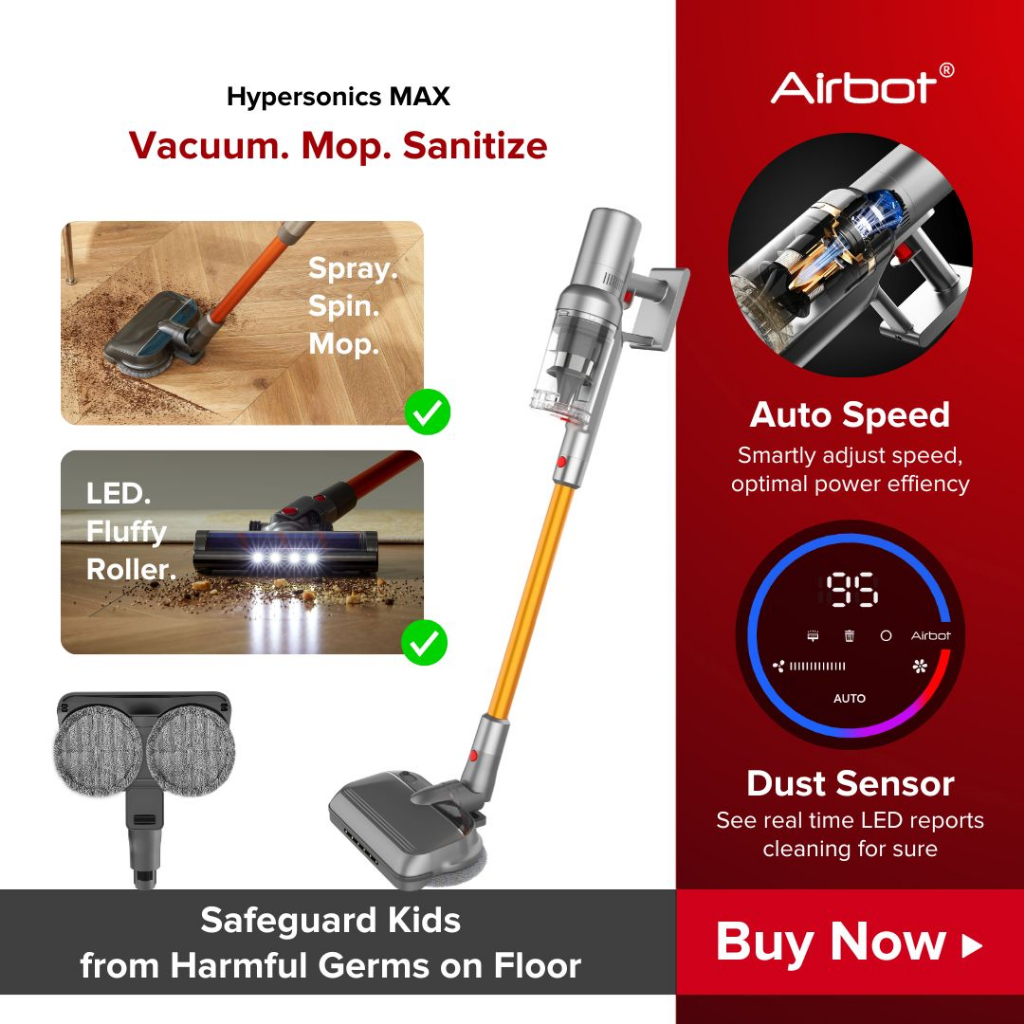 Hypersonics MAX
Vacuum. Mop. Sanitize
Spray.
Spin.
Mop.
LED.
Fluffy
Roller.
Safeguard Kids
from Harmful Germs on Floor
Airbot®
Auto Speed
Smartly adjust speed,
optimal power effiency
95
Airbot
AUTO
Dust Sensor
See real time LED reports
cleaning for sure
Buy Now